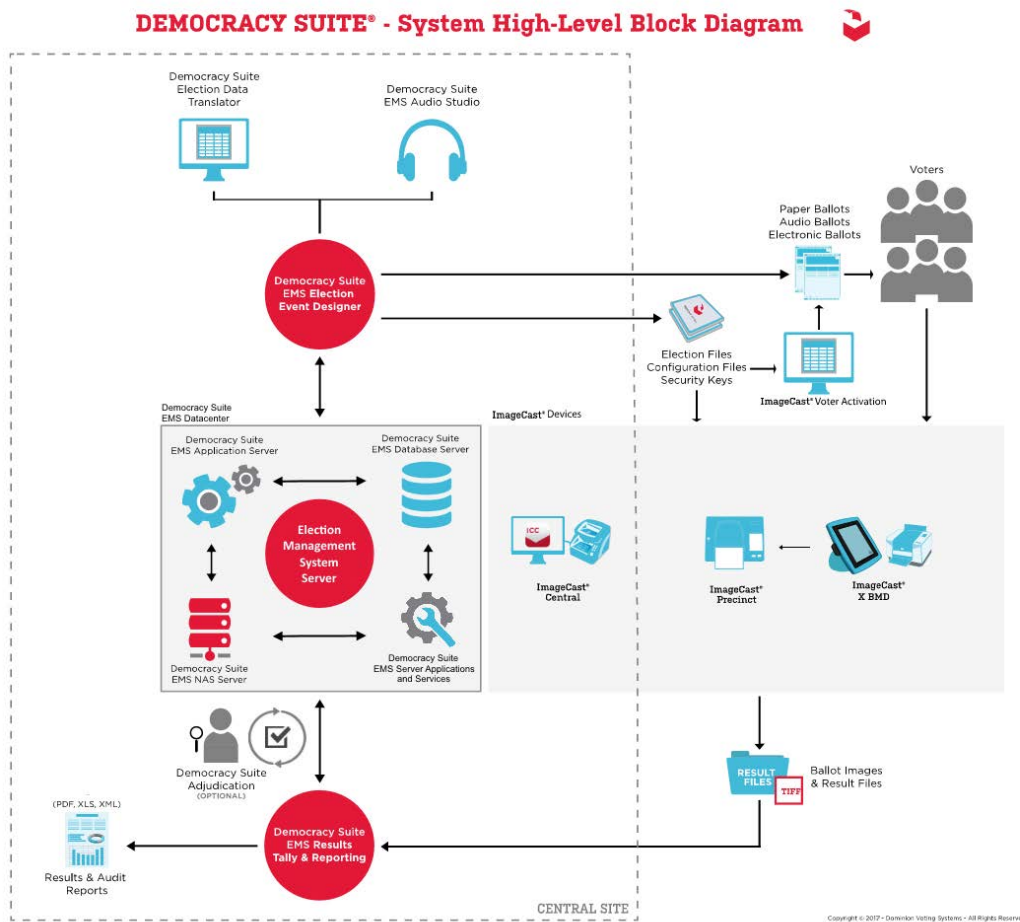 DEMOCRACY SUITE® - System High-Level Block Diagram
Democracy Suite
Election Data
Translator
Democracy Suite
EMS Audio Studio
Voters
Paper Ballots
Audio Ballots
Electronic Ballots
Democracy Suite
EMS Election
Event Designer
Election Files
Configuration Files
Security Keys
ImageCast® Voter Activation
Democracy Suite
EMS Datacenter
ImageCast® Devices
Democracy Suite
EMS Application Server
Democracy Suite
EMS Database Server
Election
Management
System
Server
ICC
ImageCast®
Central
ImageCast®
Precinct
ImageCast®
X BMD
Democracy Suite
EMS NAS Server
Democracy Suite
EMS Server Applications
and Services
Democracy Suite
Adjudication
(OPTIONAL)
RESULT
FILES
TIFF
Ballot Images
& Result Files
(PDF, XLS, XML)
Democracy Suite
EMS Results
Tally & Reporting
Results & Audit
Reports
CENTRAL SITE
Copyright © 2017 • Dominion Voting Systems • All Rights Reserve